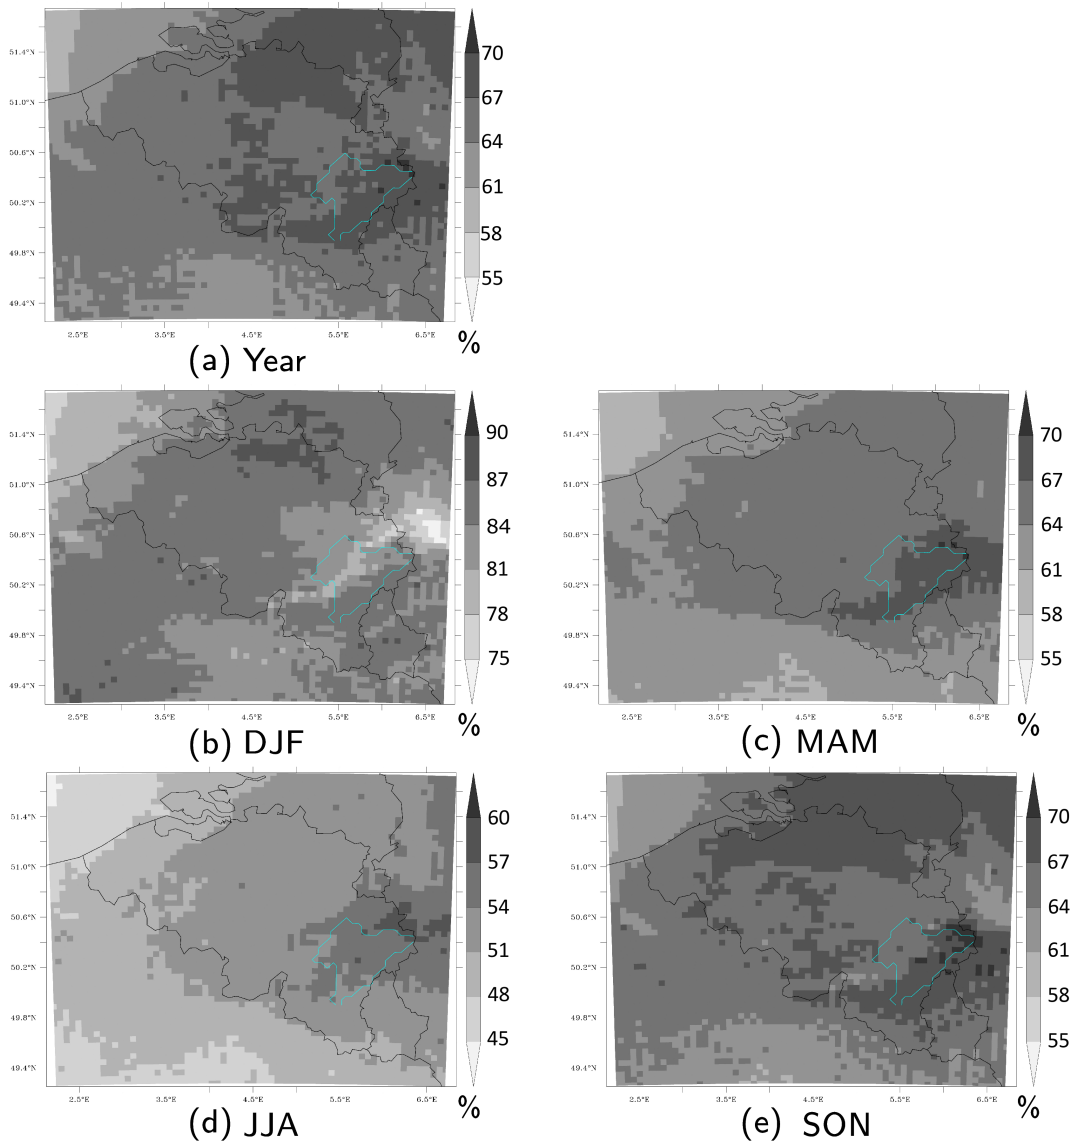 51.4°N
51.0°N
50.6°N
50.2°N
49.8°N
49.4°N
2.5°E 3.5°E 4.5°E 5.5°E 6.5°E
70
67
64
61
58
55
%
(a) Year
51.4°N
51.0°N
50.6°N
50.2°N
49.8°N
49.4°N
2.5°E 3.5°E 4.5°E 5.5°E 6.5°E
90
87
84
81
78
75
%
(b) DJF
51.4°N
51.0°N
50.6°N
50.2°N
49.8°N
49.4°N
2.5°E 3.5°E 4.5°E 5.5°E 6.5°E
70
67
64
61
58
55
%
(c) MAM
51.4°N
51.0°N
50.6°N
50.2°N
49.8°N
49.4°N
2.5°E 3.5°E 4.5°E 5.5°E 6.5°E
60
57
54
51
48
45
%
(d) JJA
51.4°N
51.0°N
50.6°N
50.2°N
49.8°N
49.4°N
2.5°E 3.5°E 4.5°E 5.5°E 6.5°E
70
67
64
61
58
55
%
(e) SON